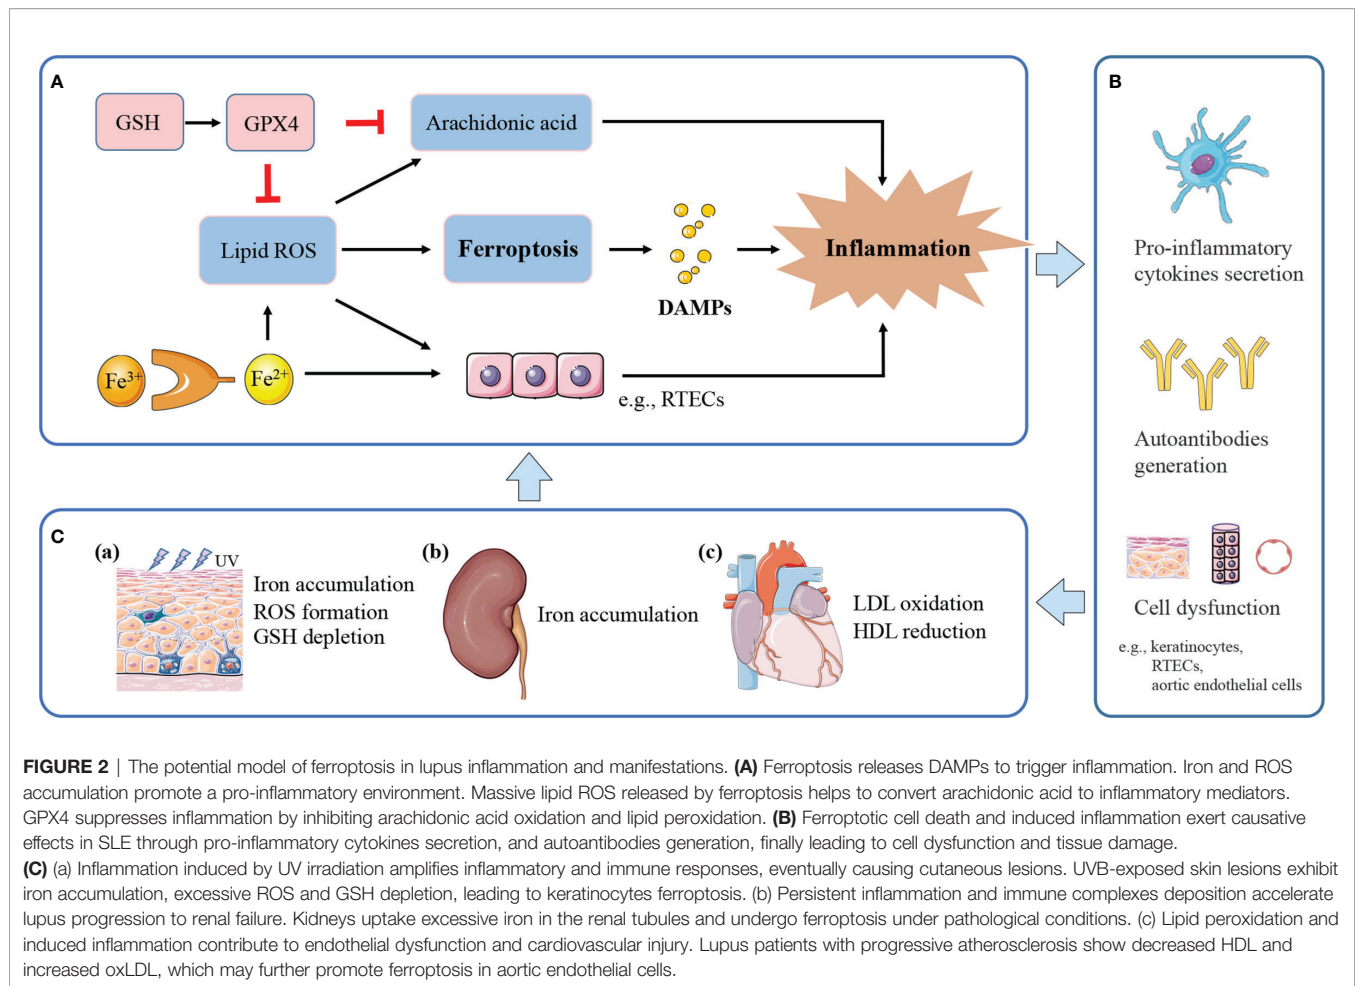 A
GSH
GPX4
Arachidonic acid
Lipid ROS
Ferroptosis
DAMPs
Inflammation
Fe3+
Fe2+
e.g., RTECs
B
Pro-inflammatory
cytokines secretion
Autoantibodies
generation
Cell dysfunction
e.g., keratinocytes,
RTECs,
aortic endothelial cells
C
(a)
UV
Iron accumulation
ROS formation
GSH depletion
(b)
Iron accumulation
(c)
LDL oxidation
HDL reduction
FIGURE 2 | The potential model of ferroptosis in lupus inflammation and manifestations. (A) Ferroptosis releases DAMPs to trigger inflammation. Iron and ROS
accumulation promote a pro-inflammatory environment. Massive lipid ROS released by ferroptosis helps to convert arachidonic acid to inflammatory mediators.
GPX4 suppresses inflammation by inhibiting arachidonic acid oxidation and lipid peroxidation. (B) Ferroptotic cell death and induced inflammation exert causative
effects in SLE through pro-inflammatory cytokines secretion, and autoantibodies generation, finally leading to cell dysfunction and tissue damage.
(C) (a) Inflammation induced by UV irradiation amplifies inflammatory and immune responses, eventually causing cutaneous lesions. UVB-exposed skin lesions exhibit
iron accumulation, excessive ROS and GSH depletion, leading to keratinocytes ferroptosis. (b) Persistent inflammation and immune complexes deposition accelerate
lupus progression to renal failure. Kidneys uptake excessive iron in the renal tubules and undergo ferroptosis under pathological conditions. (c) Lipid peroxidation and
induced inflammation contribute to endothelial dysfunction and cardiovascular injury. Lupus patients with progressive atherosclerosis show decreased HDL and
increased oxLDL, which may further promote ferroptosis in aortic endothelial cells.